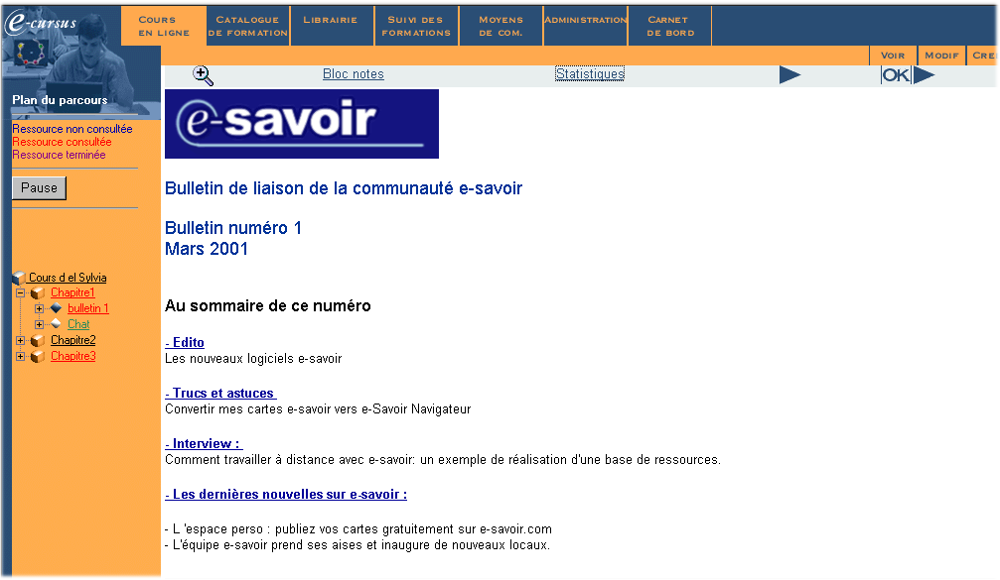 e-cursus
Cours en ligne
Catalogue de formation
Librairie
Suivi des formations
Moyens de com.
Administration
Carnet de bord
Voir
Modif
Cree
Bloc notes
Statistiques
OK
Plan du parcours
Ressource non consultée
Ressource consultée
Ressource terminée
Pause
Cours d el Sylvia
Chapitre1
bulletin 1
Chat
Chapitre2
Chapitre3
e-savoir
Bulletin de liaison de la communauté e-savoir
Bulletin numéro 1
Mars 2001
Au sommaire de ce numéro
- Edito
Les nouveaux logiciels e-savoir
- Trucs et astuces
Convertir mes cartes e-savoir vers e-Savoir Navigateur
- Interview :
Comment travailler à distance avec e-savoir: un exemple de réalisation d'une base de ressources.
- Les dernières nouvelles sur e-savoir :
- L 'espace perso : publiez vos cartes gratuitement sur e-savoir.com
- L'équipe e-savoir prend ses aises et inaugure de nouveaux locaux.